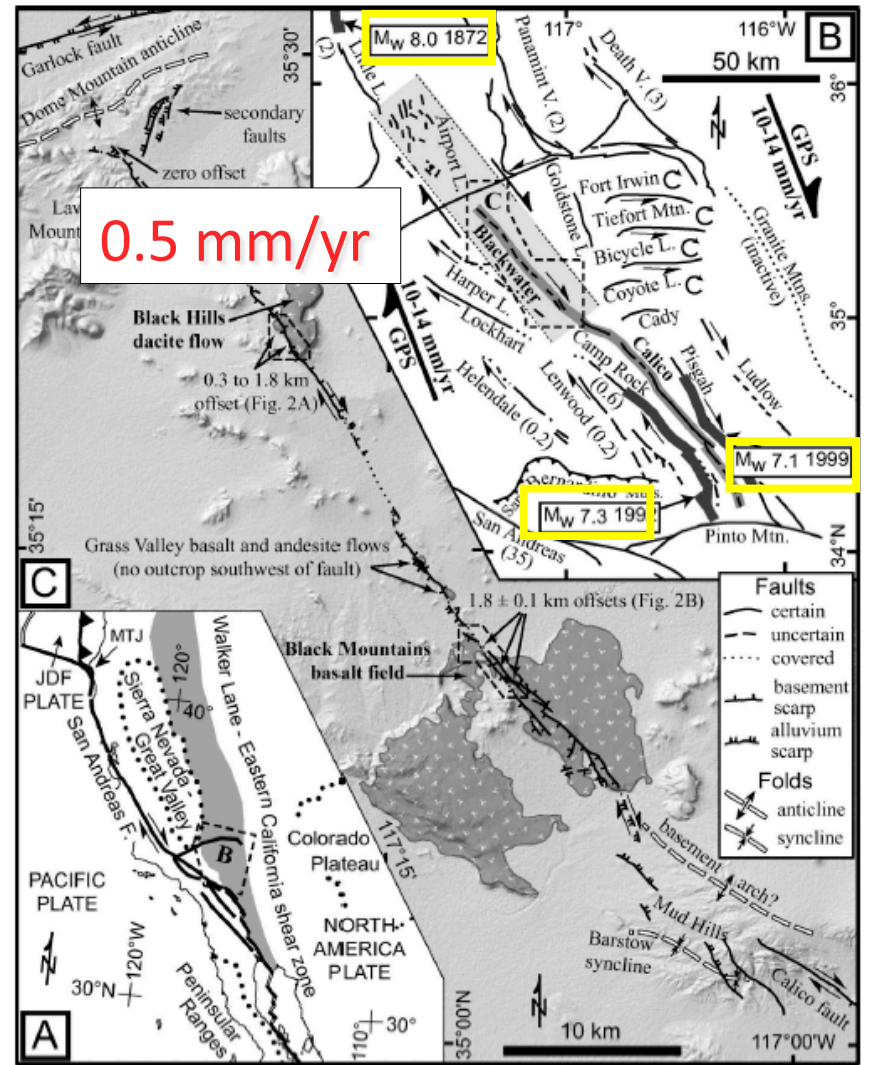 Garlock fault
Dome Mountain anticline
secondary
faults
zero offset
0.5 mm/yr
Black Hills
dacite flow
0.3 to 1.8 km
offset (Fig. 2A)
35°30'
35°15'
Grass Valley basalt and andesite flows
(no outcrop southwest of fault)
C
1.8 ± 0.1 km offsets (Fig. 2B)
Black Mountains
basalt field
117°15'
basement
arch?
Mud Hills
Barstow
syncline
Calico fault
35°00'N
10 km
117°00'W
117°
116°W
B
50 km
36°
35°
34°N
Mw 8.0 1872
(2)
Little L.
Panamint V. (2)
Death V. (3)
Airport L.
GPS
10-14 mm/yr
Goldstone L.
Fort Irwin
Tiefort Mtn.
Bicycle L.
Coyote L.
Cady
Granite Mtns.
(inactive)
C
Blackwater
Harper L.
Lockhart
10-14 mm/yr
GPS
Calico
Camp Rock
(0.6)
Pisgah
Ludlow
Helendale (0.2)
Lenwood (0.2)
Mw 7.1 1999
Mw 7.3 199
San Andreas
(35)
Pinto Mtn.
Faults
certain
uncertain
covered
basement
scarp
alluvium
scarp
Folds
anticline
syncline
MTJ
JDF
PLATE
120°
40°
Sierra Nevada -
Great Valley
San Andreas F.
Walker Lane - Eastern California shear zone
B
Colorado
Plateau
PACIFIC
PLATE
NORTH
AMERICA
PLATE
30°N
120°W
Peninsular
Ranges
110°
30°
A